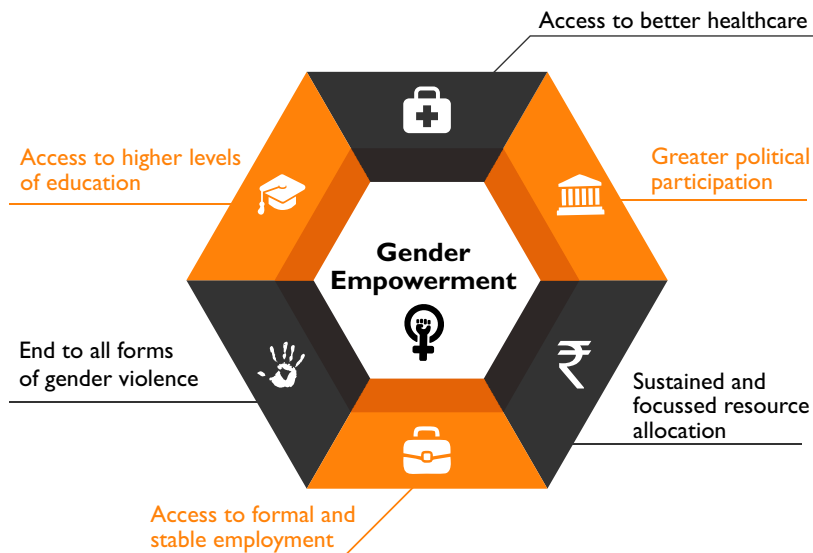 Access to better healthcare
Access to higher levels
of education
Greater political
participation
Gender
Empowerment
End to all forms
of gender violence
₹
Sustained and
focussed resource
allocation
Access to formal and
stable employment